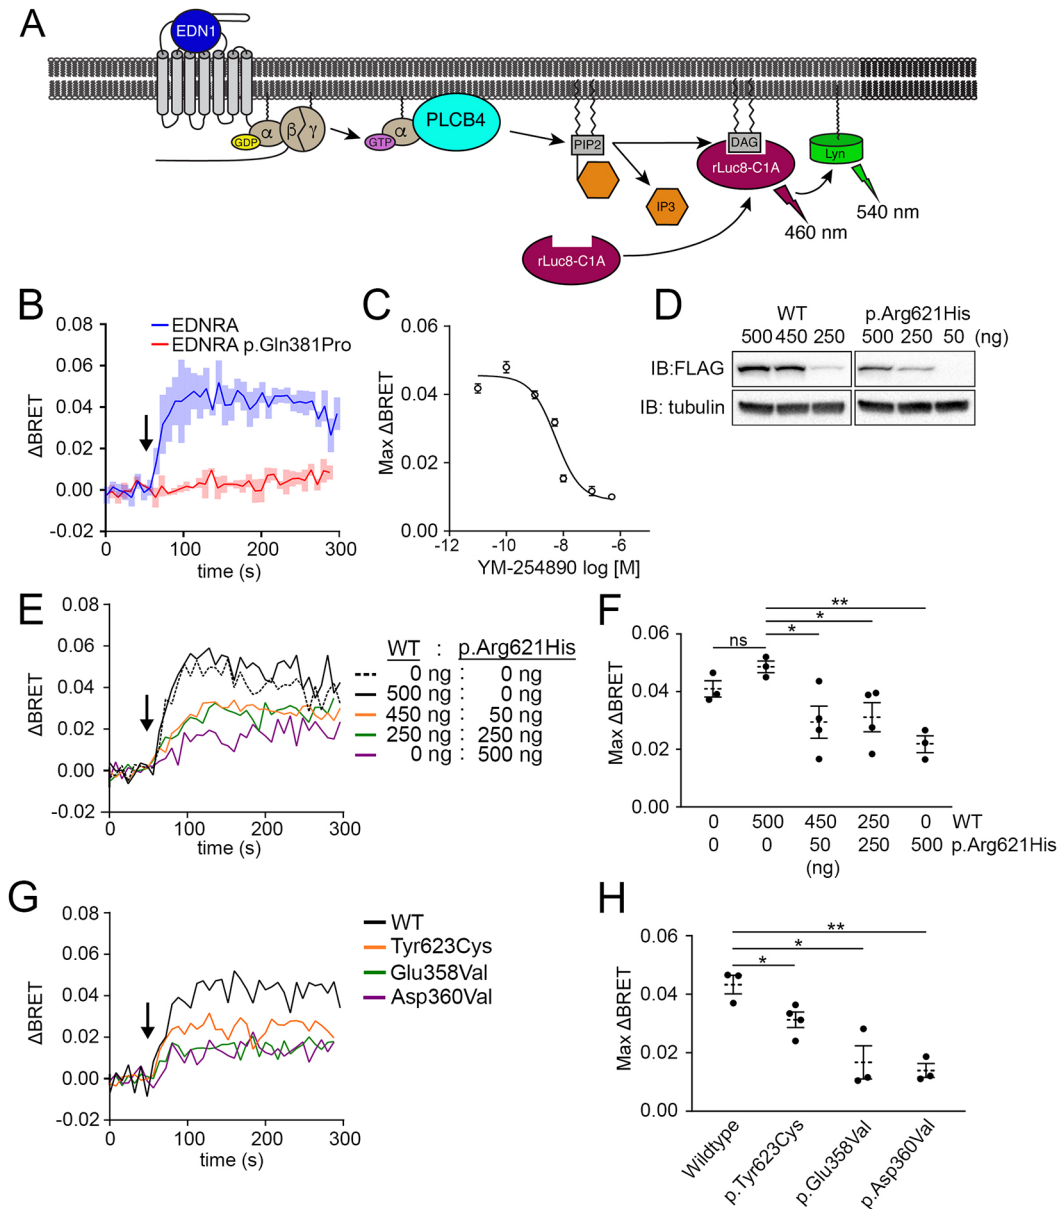 A
EDN1
GDP
α
β
γ
GTP
α
PLCB4
PIP2
IP3
DAG
rLuc8-C1A
Lyn
540 nm
460 nm
rLuc8-C1A
B
EDNRA
EDNRA p.Gln381Pro
ΔBRET
0.08
0.06
0.04
0.02
0.00
-0.02
0 100 200 300
time (s)
C
Max ΔBRET
0.06
0.04
0.02
0.00
-12 -10 -8 -6
YM-254890 log [M]
D
WT p.Arg621His
500 450 250 500 250 50 (ng)
IB:FLAG
IB: tubulin
E
ΔBRET
0.08
0.06
0.04
0.02
0.00
-0.02
0 100 200 300
time (s)
WT : p.Arg621His
0 ng : 0 ng
500 ng : 0 ng
450 ng : 50 ng
250 ng : 250 ng
0 ng : 500 ng
F
Max ΔBRET
0.06
0.04
0.02
0.00
**
*
ns *
0 500 450 250 0 WT
0 0 50 250 500 p.Arg621His
(ng)
G
ΔBRET
0.08
0.06
0.04
0.02
0.00
-0.02
0 100 200 300
time (s)
WT
Tyr623Cys
Glu358Val
Asp360Val
H
Max ΔBRET
0.06
0.04
0.02
0.00
**
*
*
Wildtype
p.Tyr623Cys
p.Glu358Val
p.Asp360Val